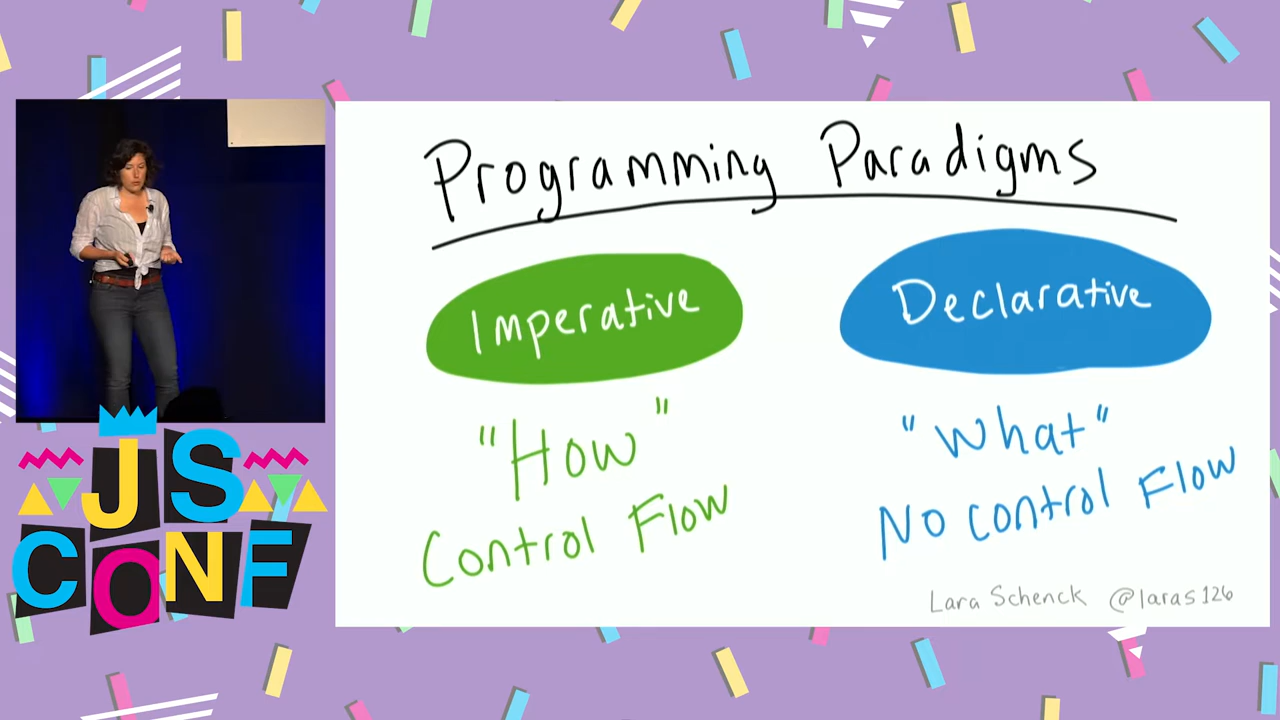 Programming Paradigms
Imperative
Declarative
"How"
Control Flow
"What"
No control Flow
Lara Schenck @laras126
JS
CONF